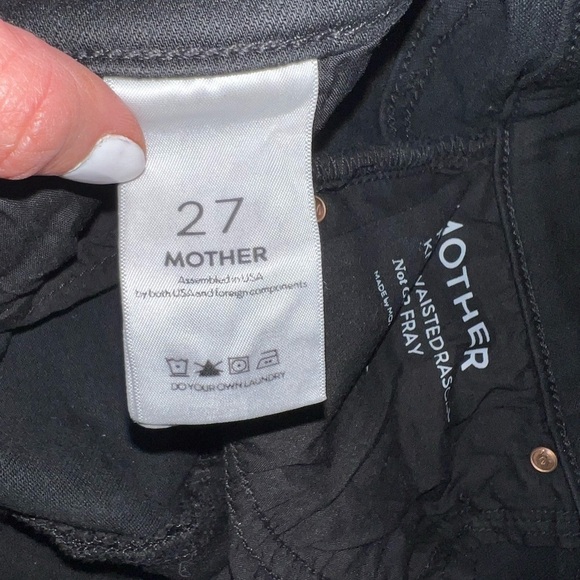 27
MOTHER
Assembled in USA
by both USA and foreign components
DO YOUR OWN LAUNDRY
MOTHER
WAISTED RASC
Not G
FRAY
MADE